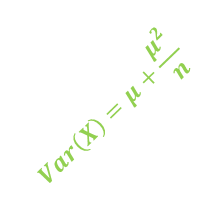 Var(X) = μ + μ²/n